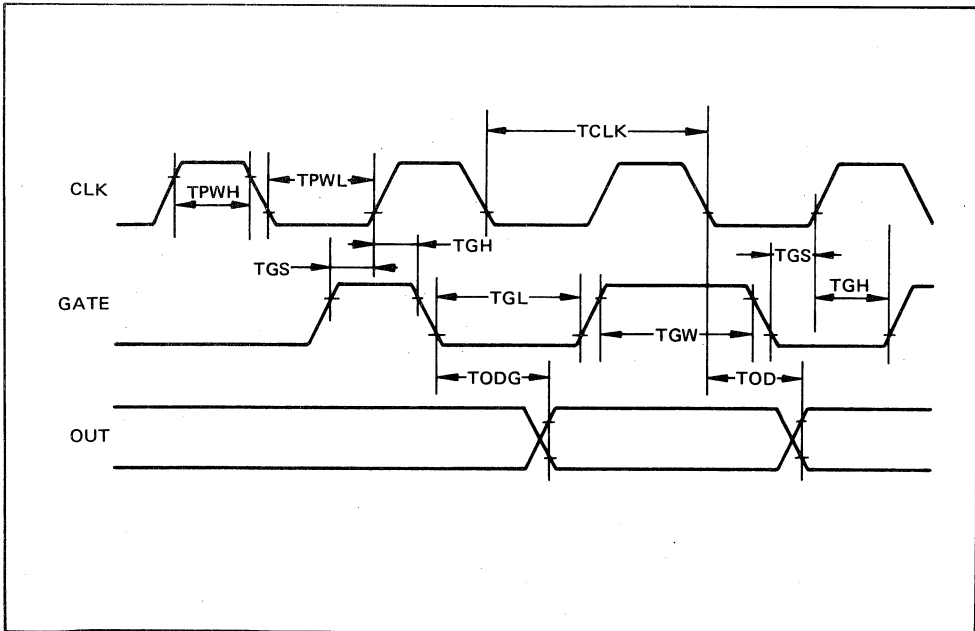 TCLK
CLK
TPWH
TPWL
TGH
TGS
TGS
TGH
GATE
TGL
TGW
TODG
TOD
OUT